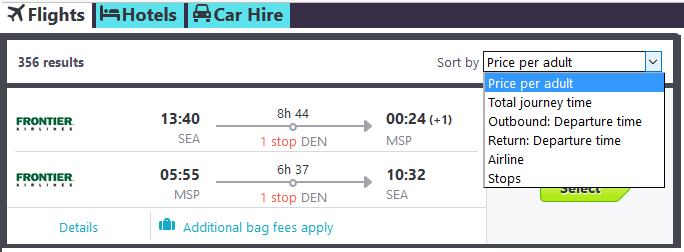 Flights Hotels Car Hire
356 results
Sort by Price per adult
Price per adult
Total journey time
Outbound: Departure time
Return: Departure time
Airline
Stops
FRONTIER
AIRLINES
13:40
SEA
8h 44
1 stop DEN
00:24 (+1)
MSP
FRONTIER
AIRLINES
05:55
MSP
6h 37
1 stop DEN
10:32
SEA
Select
Details
Additional bag fees apply